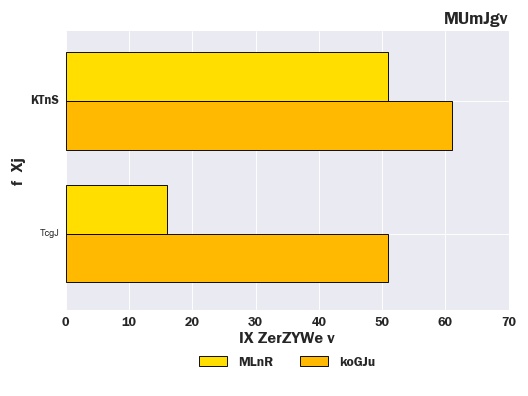 MUmJgv
KTnS
f  Xj
TcgJ
0 10 20 30 40 50 60 70
IX ZerZYWe v
MLnR koGJu